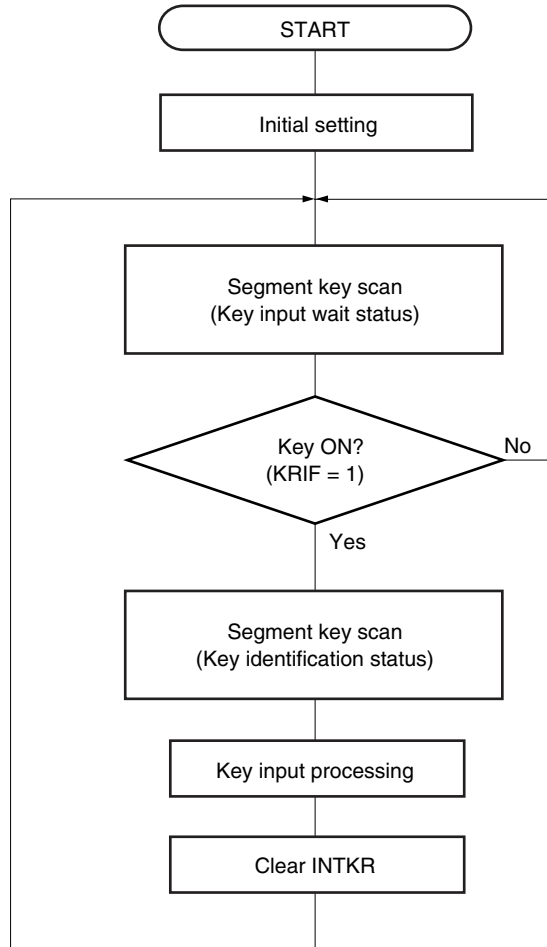 START
Initial setting
Segment key scan
(Key input wait status)
Key ON?
(KRIF = 1)
No
Yes
Segment key scan
(Key identification status)
Key input processing
Clear INTKR